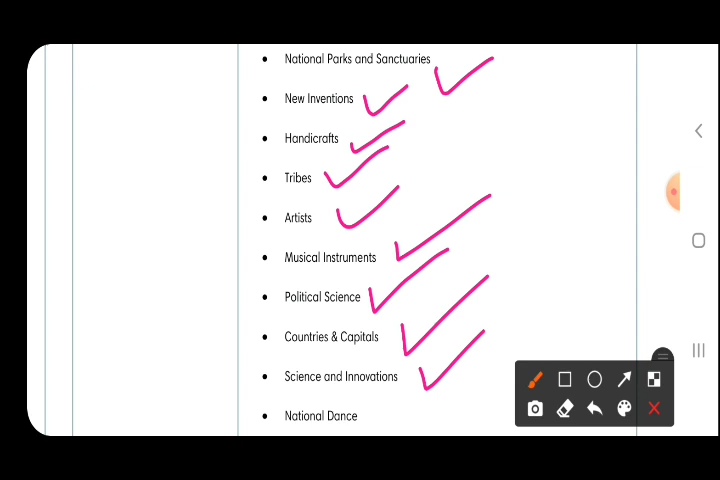 National Parks and Sanctuaries
New Inventions
Handicrafts
Tribes
Artists
Musical Instruments
Political Science
Countries & Capitals
Science and Innovations
National Dance